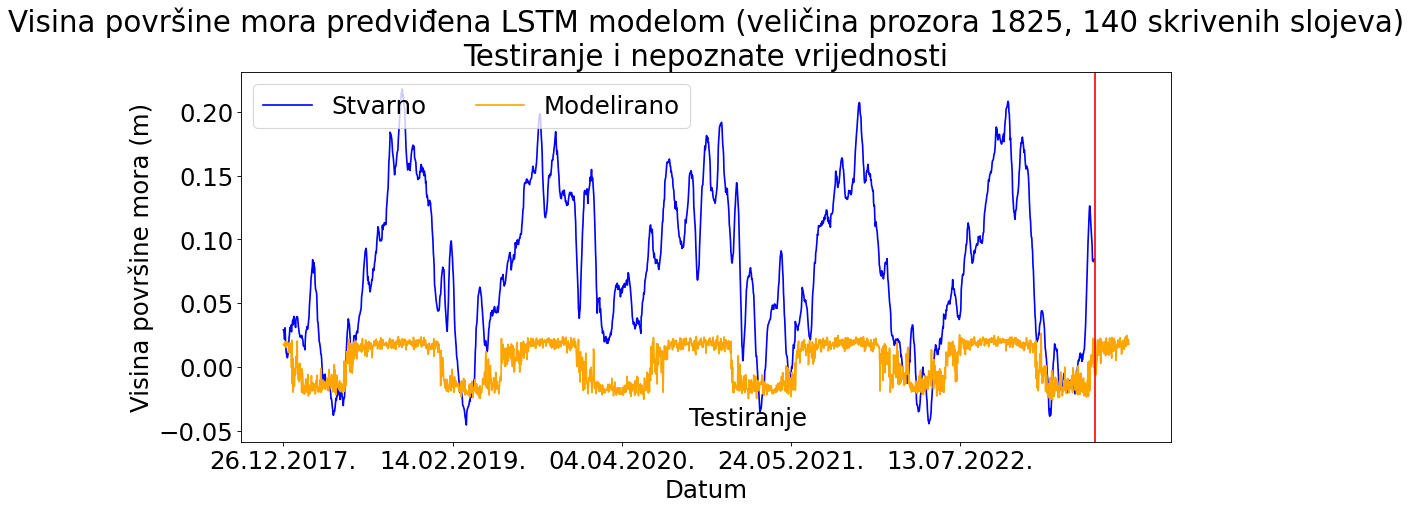 Visina površine mora predviđena LSTM modelom (veličina prozora 1825, 140 skrivenih slojeva)
Testiranje i nepoznate vrijednosti
Stvarno Modelirano
Visina površine mora (m)
0.20
0.15
0.10
0.05
0.00
−0.05
Testiranje
26.12.2017. 14.02.2019. 04.04.2020. 24.05.2021. 13.07.2022.
Datum